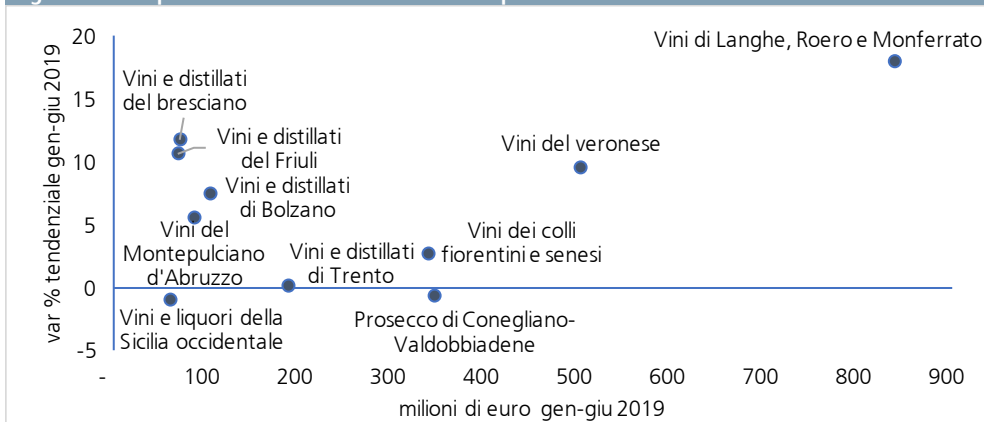 20
15
10
5
0
-5
var % tendenziale gen-giu 2019
Vini di Langhe, Roero e Monferrato
Vini e distillati
del bresciano
Vini e distillati
del Friuli
Vini del veronese
Vini e distillati
di Bolzano
Vini del
Montepulciano
d'Abruzzo
Vini e distillati
di Trento
Vini dei colli
fiorentini e senesi
Vini e liquori della
Sicilia occidentale
Prosecco di Conegliano-
Valdobbiadene
- 100 200 300 400 500 600 700 800 900
milioni di euro gen-giu 2019